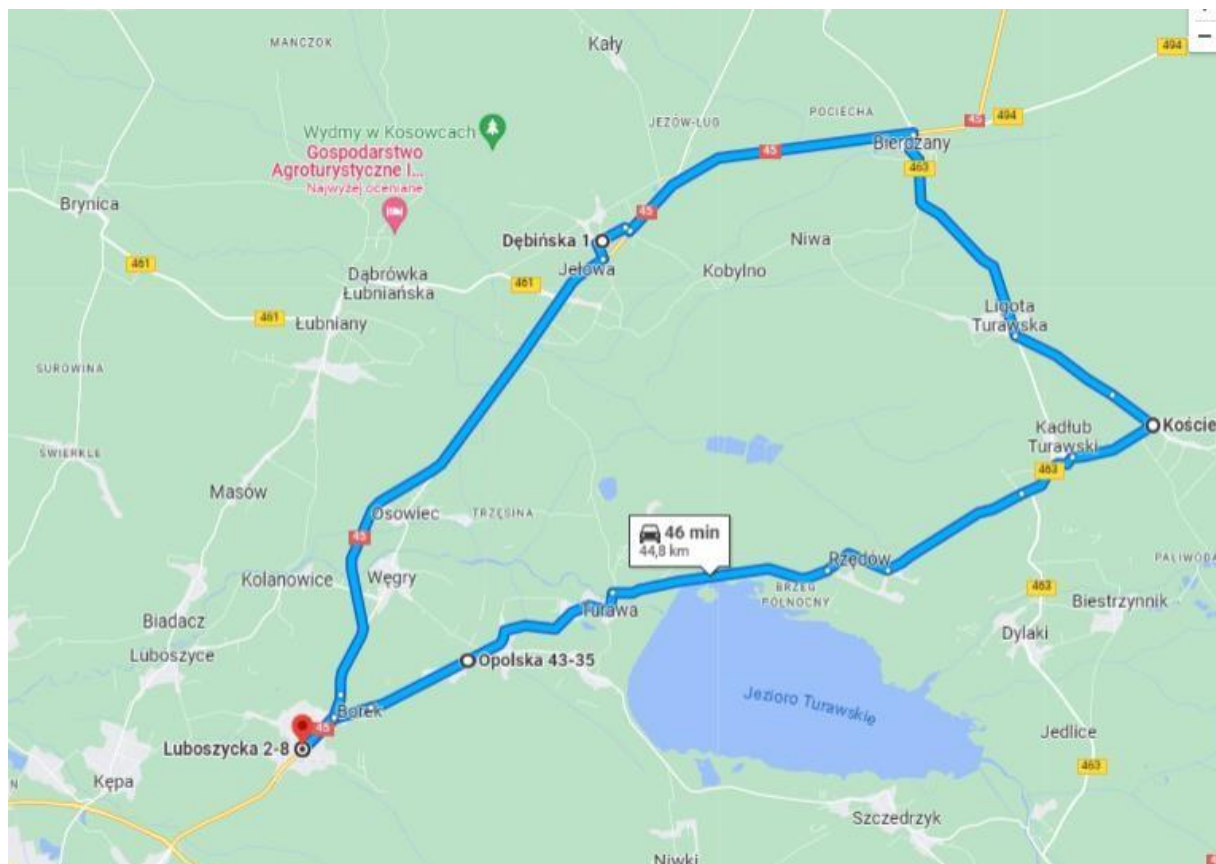 MANCZOK
Kały
494
45
494
POCIECHA
JEZÓW-ŁUG
Wydmy w Kosowcach
Gospodarstwo
Agroturystyczne I...
Najwyżej oceniane
45
Bierdzany
463
Brynica
45
Dębińska 1
Niwa
461
Jełowa
Kobylno
Dąbrówka
Łubniańska
461
Ligota
Turawska
461
Łubniany
SUROWINA
Kadłub
Turawski
Koście
ŚWIERKLE
463
Masów
Osowiec
TRZĘSINA
45
46 min
44,8 km
Rzędów
PALIWODA
Kolanowice
Węgry
BRZEG
PÓŁNOCNY
463
Biestrzynnik
Turawa
Biadacz
Dylaki
Luboszyce
Opolska 43-35
Jezioro Turawskie
Borek
45
Jedlice
Luboszycka 2-8
463
Kępa
N
Szczedrzyk
Niwki